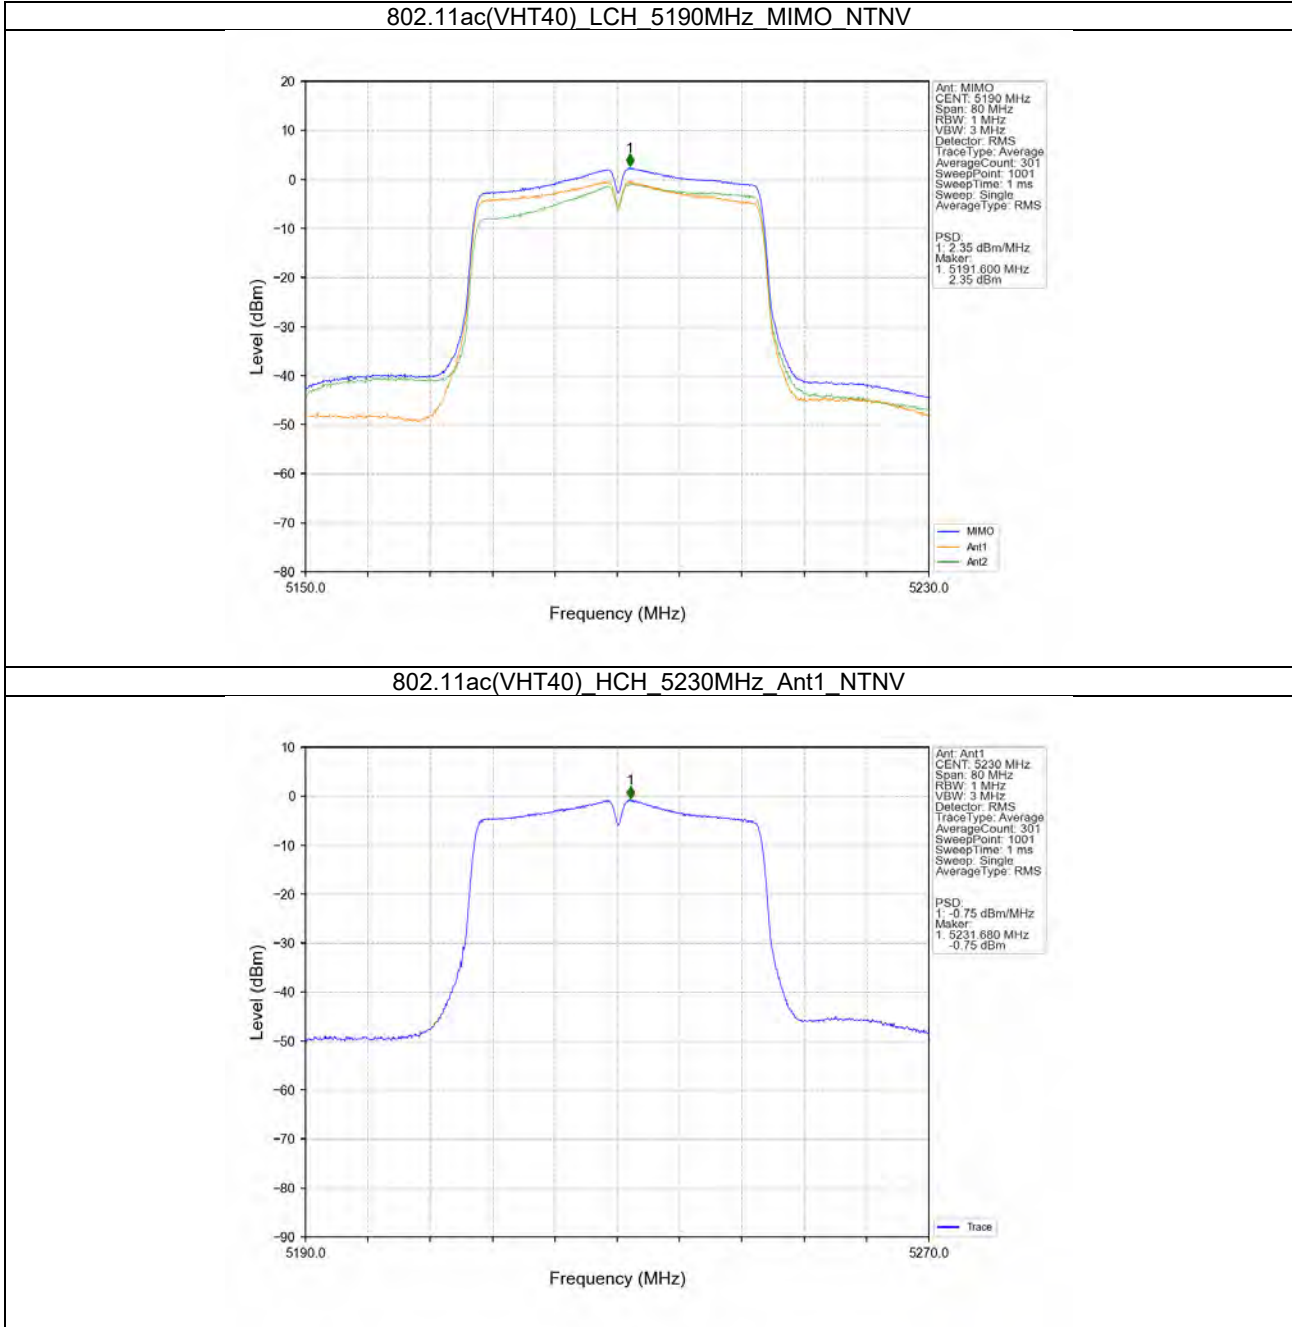 802.11ac(VHT40)_LCH_5190MHz_MIMO_NTNV
20
10
0
−10
−20
−30
−40
−50
−60
−70
−80
Level (dBm)
1
5150.0
5230.0
Frequency (MHz)
Ant: MIMO
CENT: 5190 MHz
Span: 80 MHz
RBW: 1 MHz
VBW: 3 MHz
Detector: RMS
TraceType: Average
AverageCount: 301
SweepPoint: 1001
SweepTime: 1 ms
Sweep: Single
AverageType: RMS
PSD:
1: 2.35 dBm/MHz
Maker:
1. 5191.600 MHz
2.35 dBm
MIMO
Ant1
Ant2
802.11ac(VHT40)_HCH_5230MHz_Ant1_NTNV
10
0
−10
−20
−30
−40
−50
−60
−70
−80
−90
Level (dBm)
1
5190.0
5270.0
Frequency (MHz)
Ant: Ant1
CENT: 5230 MHz
Span: 80 MHz
RBW: 1 MHz
VBW: 3 MHz
Detector: RMS
TraceType: Average
AverageCount: 301
SweepPoint: 1001
SweepTime: 1 ms
Sweep: Single
AverageType: RMS
PSD:
1: -0.75 dBm/MHz
Maker:
1. 5231.680 MHz
-0.75 dBm
Trace